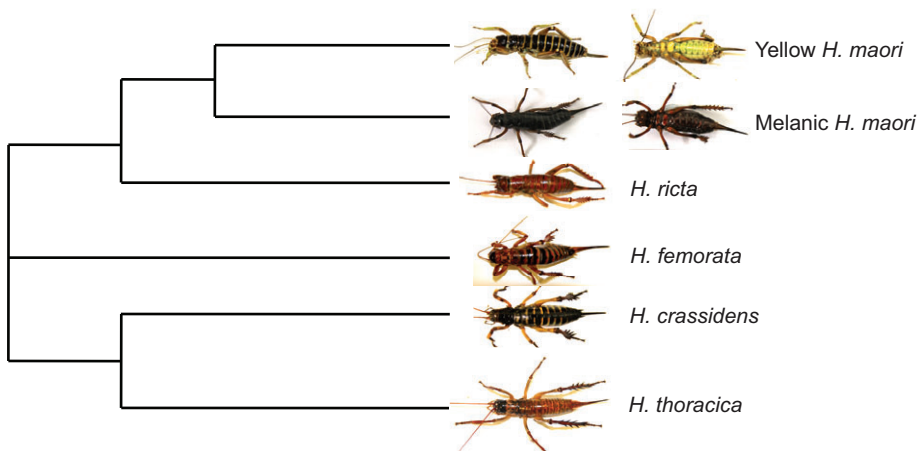 Yellow H. maori
Melanic H. maori
H. ricta
H. femorata
H. crassidens
H. thoracica